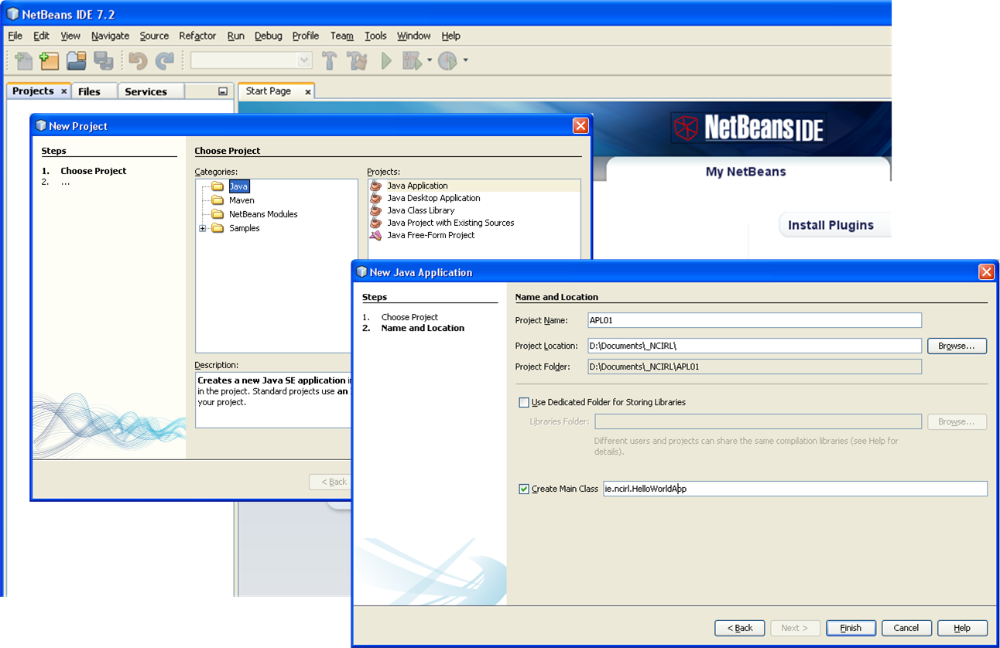 NetBeans IDE 7.2
File Edit View Navigate Source Refactor Run Debug Profile Team Tools Window Help
Projects × Files Services
Start Page ×
NetBeans IDE
My NetBeans
Install Plugins
New Project
Steps
1. Choose Project
2. ...
Choose Project
Categories:
Java
Maven
NetBeans Modules
Samples
Projects:
Java Application
Java Desktop Application
Java Class Library
Java Project with Existing Sources
Java Free-Form Project
Description:
Creates a new Java SE application
in the project. Standard projects use an
your project.
< Back
New Java Application
Steps
1. Choose Project
2. Name and Location
Name and Location
Project Name: APL01
Project Location: D:\Documents\_NCIRL\ Browse...
Project Folder: D:\Documents\_NCIRL\APL01
Use Dedicated Folder for Storing Libraries
Libraries Folder: Browse...
Different users and projects can share the same compilation libraries (see Help for
details).
Create Main Class ie.ncirl.HelloWorldApp
< Back Next > Finish Cancel Help